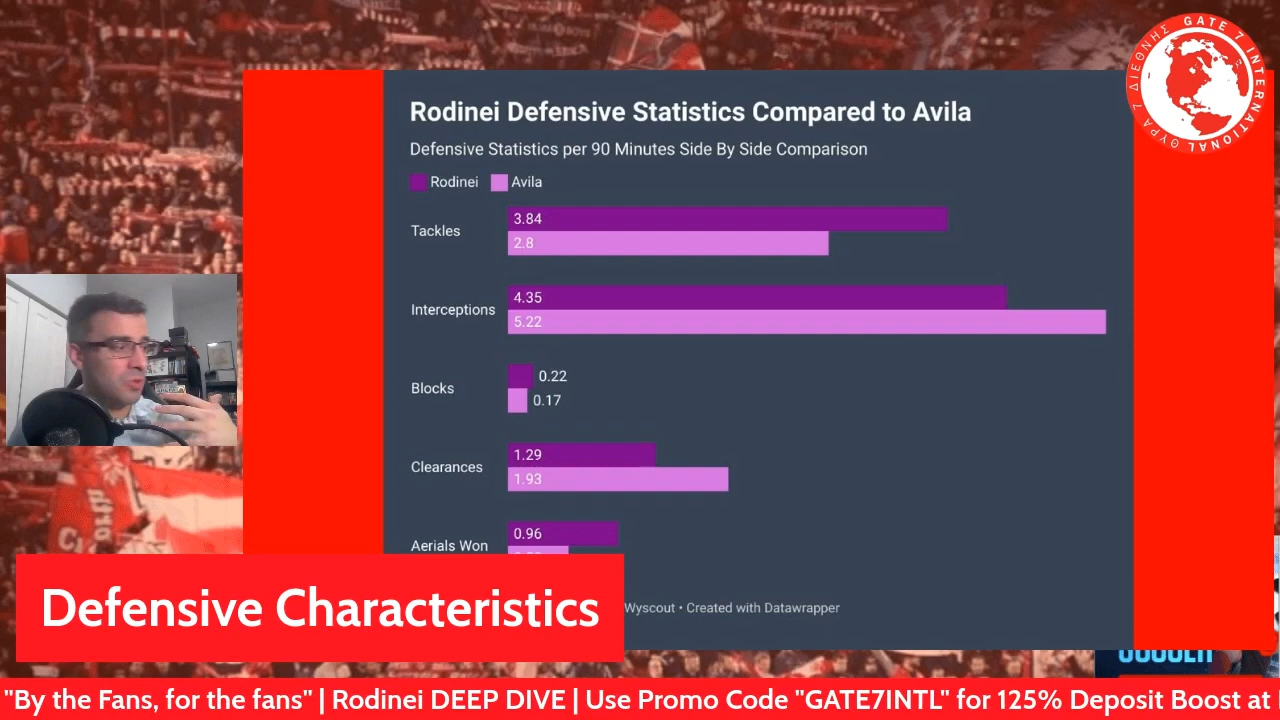 ΘΥΡΑ 7 ΔΙΕΘΝΗΣ GATE 7 INTERNATIONAL
Rodinei Defensive Statistics Compared to Avila
Defensive Statistics per 90 Minutes Side By Side Comparison
Rodinei Avila
Tackles
3.84
2.8
Interceptions
4.35
5.22
Blocks
0.22
0.17
Clearances
1.29
1.93
Aerials Won
0.96
Defensive Characteristics
Wyscout • Created with Datawrapper
"By the Fans, for the fans" | Rodinei DEEP DIVE | Use Promo Code "GATE7INTL" for 125% Deposit Boost at